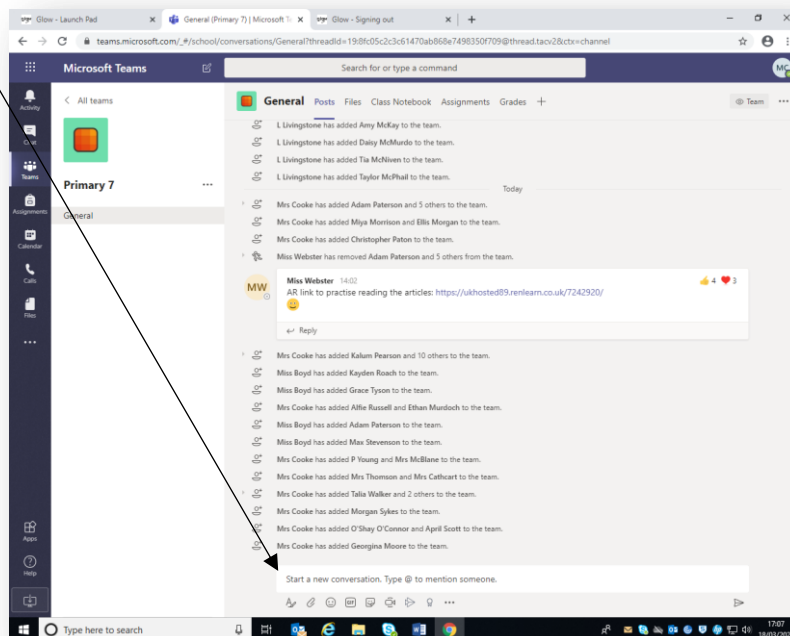 Glow - Launch Pad
General (Primary 7) | Microsoft Te
Glow - Signing out
teams.microsoft.com/_#/school/conversations/General?threadId=19:8fc05c2c3c61470ab868e7498350f709@thread.tacv2&ctx=channel
Microsoft Teams
Search for or type a command
MC
Activity
Chat
Teams
Assignments
Calendar
Calls
Files
Apps
Help
All teams
Primary 7
General
General Posts Files Class Notebook Assignments Grades
Team
L Livingstone has added Amy McKay to the team.
L Livingstone has added Daisy McMurdo to the team.
L Livingstone has added Tia McNiven to the team.
L Livingstone has added Taylor McPhail to the team.
Today
Mrs Cooke has added Adam Paterson and 5 others to the team.
Mrs Cooke has added Miya Morrison and Ellis Morgan to the team.
Mrs Cooke has added Christopher Paton to the team.
Miss Webster has removed Adam Paterson and 5 others from the team.
MW
Miss Webster 14:02
4 3
AR link to practise reading the articles: https://ukhosted89.renlearn.co.uk/7242920/
Reply
Mrs Cooke has added Kalum Pearson and 10 others to the team.
Miss Boyd has added Kayden Roach to the team.
Miss Boyd has added Grace Tyson to the team.
Mrs Cooke has added Alfie Russell and Ethan Murdoch to the team.
Miss Boyd has added Adam Paterson to the team.
Miss Boyd has added Max Stevenson to the team.
Mrs Cooke has added P Young and Mrs McBlane to the team.
Mrs Cooke has added Mrs Thomson and Mrs Cathcart to the team.
Mrs Cooke has added Talia Walker and 2 others to the team.
Mrs Cooke has added Morgan Sykes to the team.
Mrs Cooke has added O'Shay O'Connor and April Scott to the team.
Mrs Cooke has added Georgina Moore to the team.
Start a new conversation. Type @ to mention someone.
GIF
Type here to search
17:07